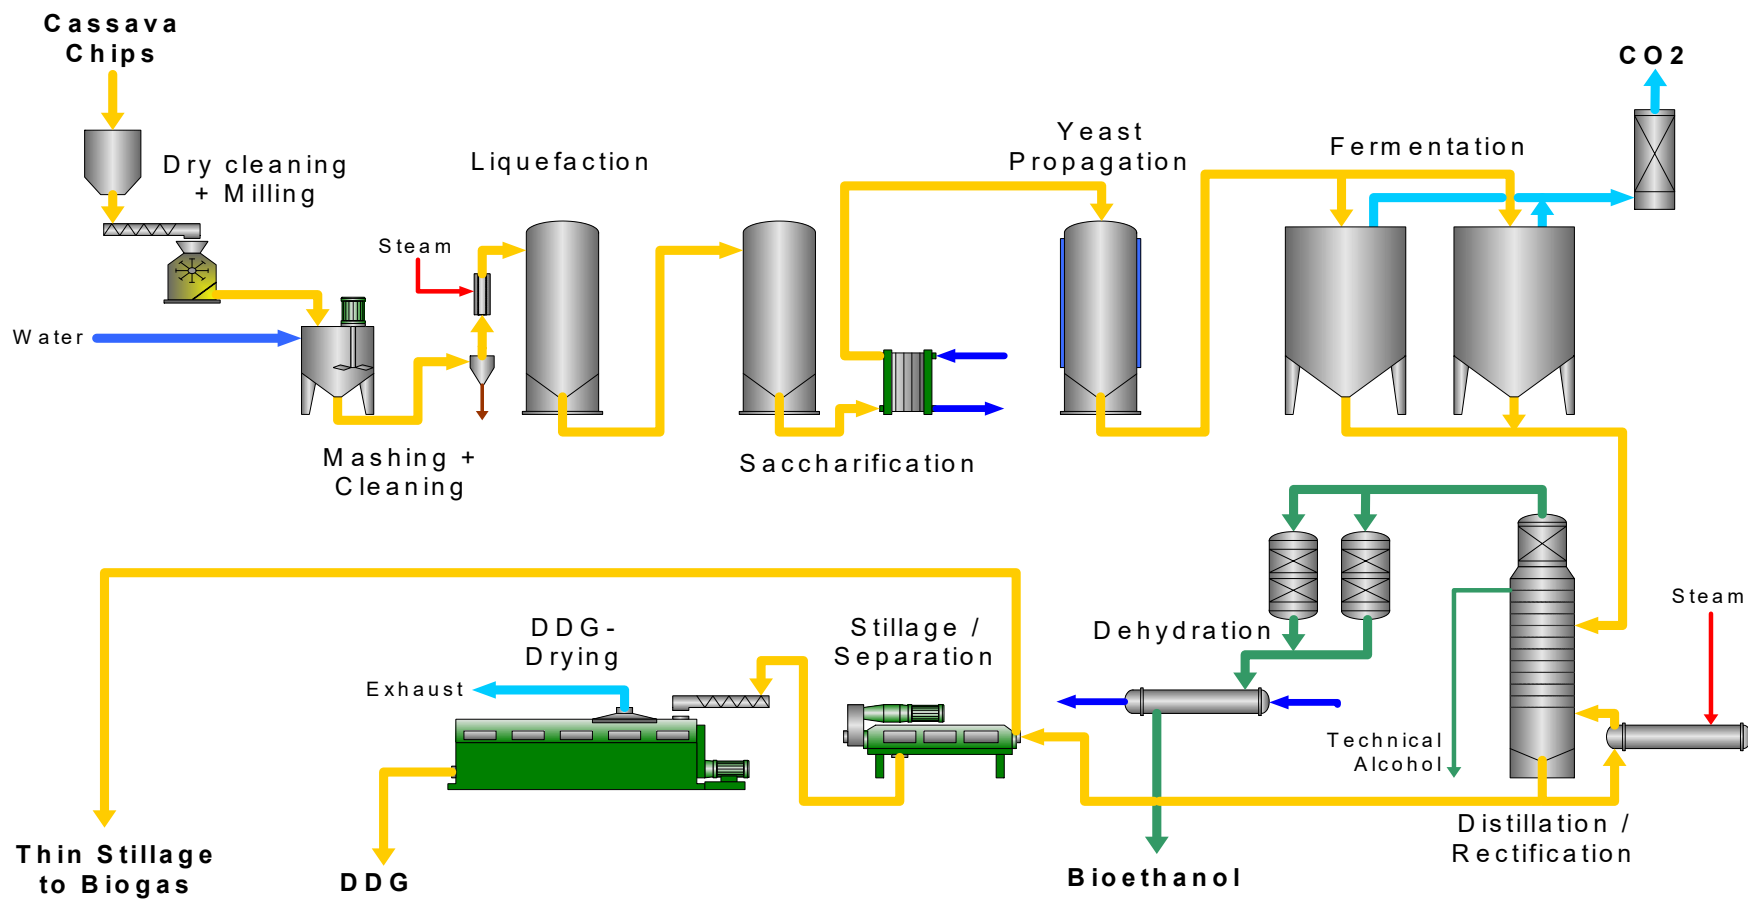 Cassava
Chips
CO2
Yeast
Propagation
Fermentation
Dry cleaning
+ Milling
Liquefaction
Steam
Water
Mashing +
Cleaning
Saccharification
Steam
DDG-
Drying
Stillage /
Separation
Dehydration
Exhaust
Technical
Alcohol
Distillation /
Rectification
Thin Stillage
to Biogas
DDG
Bioethanol